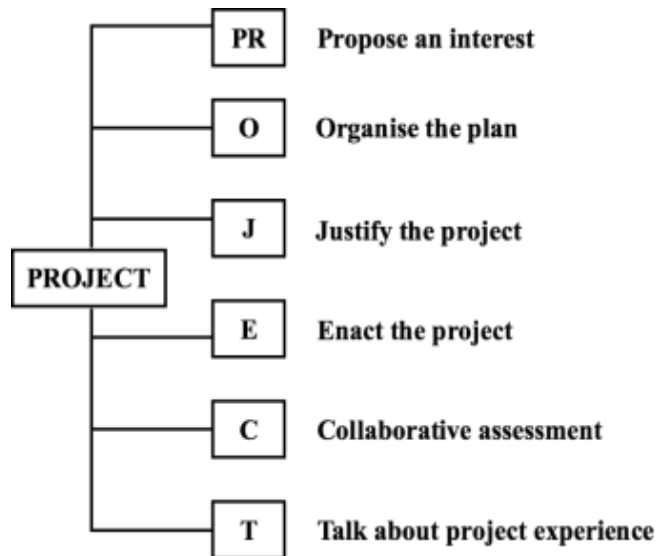 PR Propose an interest
O Organise the plan
J Justify the project
PROJECT
E Enact the project
C Collaborative assessment
T Talk about project experience